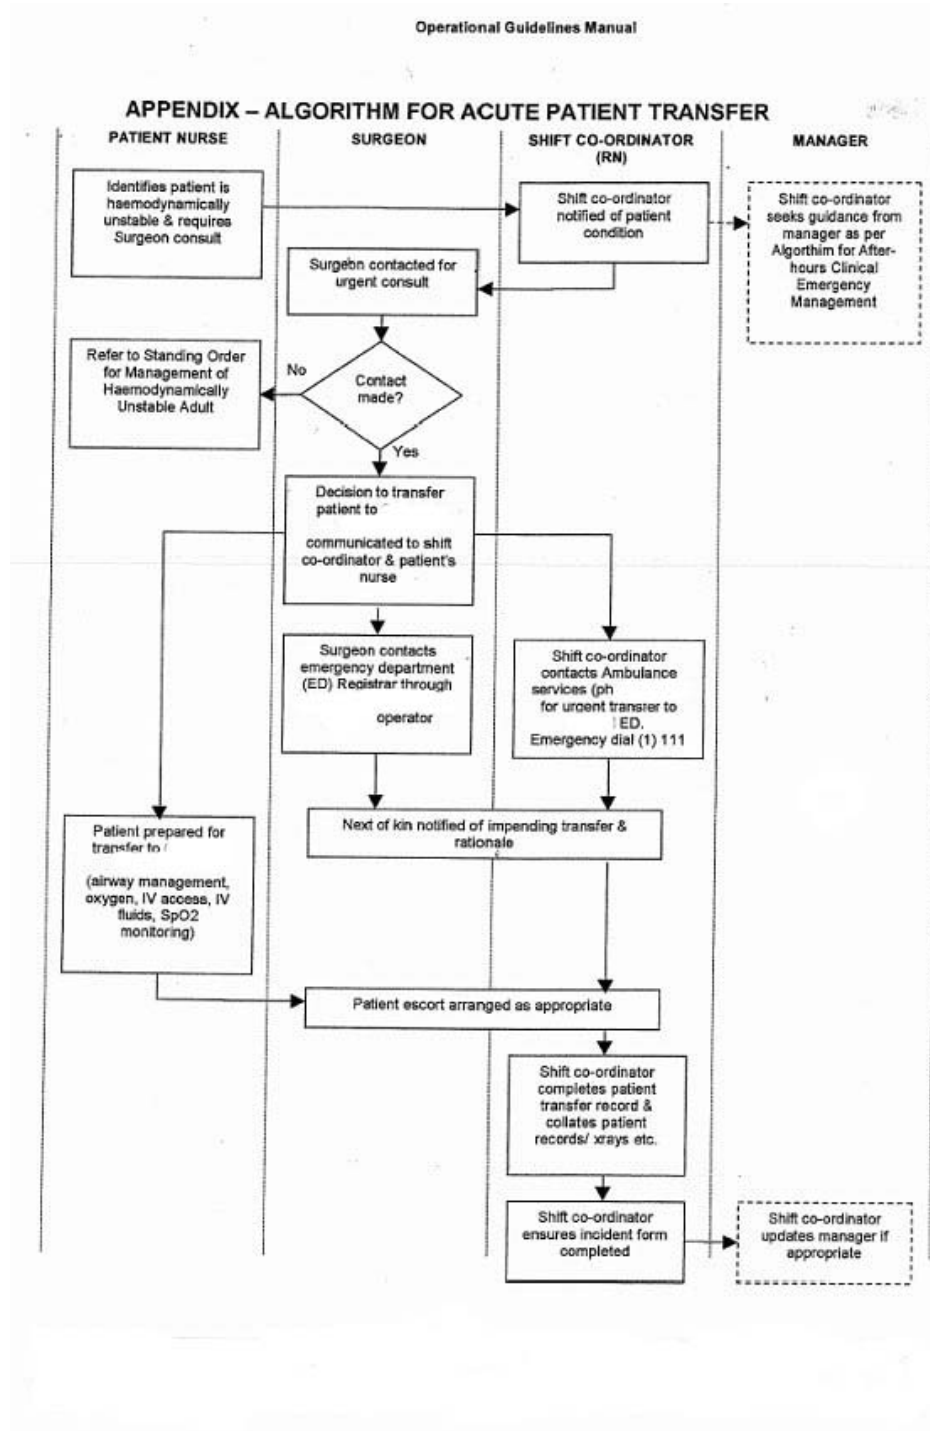 Operational Guidelines Manual
APPENDIX – ALGORITHM FOR ACUTE PATIENT TRANSFER
PATIENT NURSE
SURGEON
SHIFT CO-ORDINATOR
(RN)
MANAGER
Identifies patient is
haemodynamically
unstable & requires
Surgeon consult
Shift co-ordinator
notified of patient
condition
Shift co-ordinator
seeks guidance from
manager as per
Algorthim for After-
hours Clinical
Emergency
Management
Surgebn contacted for
urgent consult
Refer to Standing Order
for Management of
Haemodynamically
Unstable Adult
No
Contact
made?
Yes
Decision to transfer
patient to
communicated to shift
co-ordinator & patient's
nurse
Surgeon contacts
emergency department
(ED) Registrar through
operator
Shift co-ordinator
contacts Ambulance
services (ph
for urgent transfer to
ED.
Emergency dial (1) 111
Next of kin notified of impending transfer &
rationale
Patient prepared for
transfer to
(airway management,
oxygen, IV access, IV
fluids, SpO2
monitoring)
Patient escort arranged as appropriate
Shift co-ordinator
completes patient
transfer record &
collates patient
records/ xrays etc.
Shift co-ordinator
ensures incident form
completed
Shift co-ordinator
updates manager if
appropriate